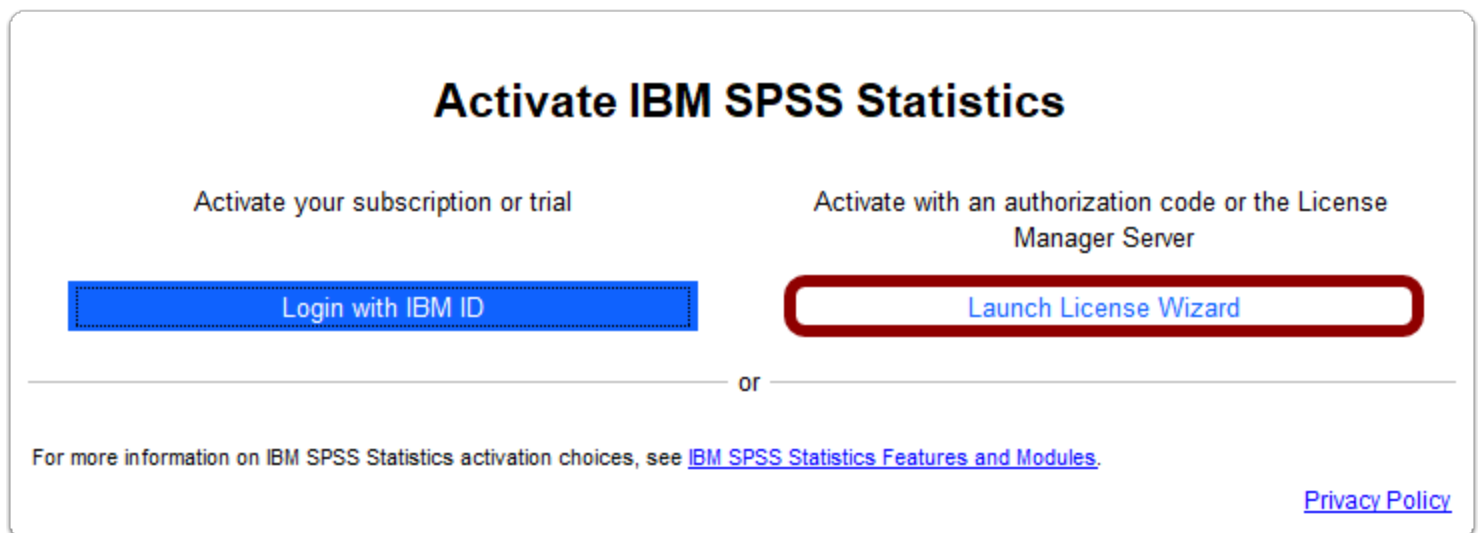 Activate IBM SPSS Statistics
Activate your subscription or trial
Activate with an authorization code or the License
Manager Server
Login with IBM ID
Launch License Wizard
or
For more information on IBM SPSS Statistics activation choices, see IBM SPSS Statistics Features and Modules.
Privacy Policy